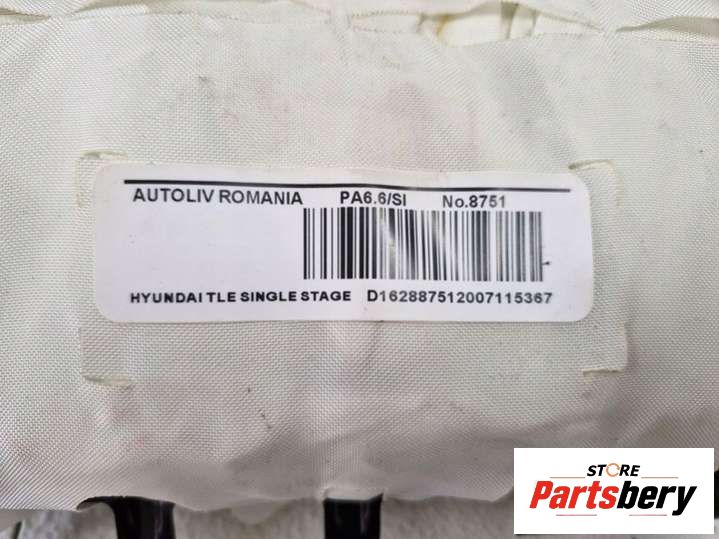 AUTOLIV ROMANIA PA6.6/SI No.8751
HYUNDAI TLE SINGLE STAGE D162887512007115367
STORE
Partsbery